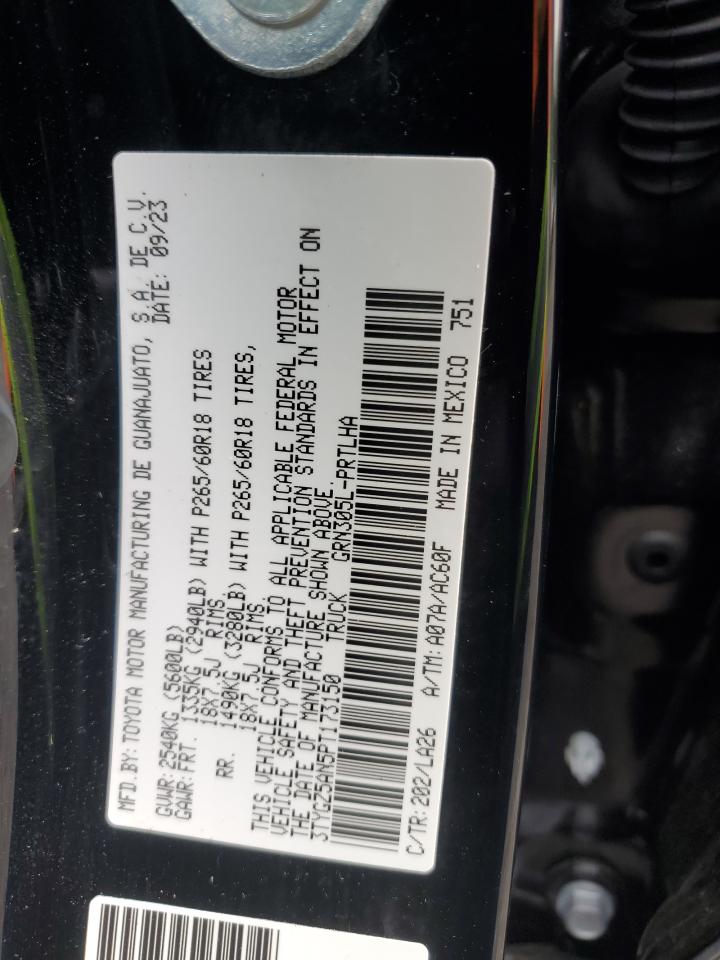 MFD.BY: TOYOTA MOTOR MANUFACTURING DE GUANAJUATO, S.A. DE C.V.
DATE: 09/23
GVWR:2540KG (5600LB)
GAWR:FRT. 1335KG (2940LB) WITH P265/60R18 TIRES
18X7.5J RIMS
RR. 1490KG (3280LB) WITH P265/60R18 TIRES,
18X7.5J RIMS,
THIS VEHICLE CONFORMS TO ALL APPLICABLE FEDERAL MOTOR
VEHICLE SAFETY AND THEFT PREVENTION STANDARDS IN EFFECT ON
THE DATE OF MANUFACTURE SHOWN ABOVE.
3TYGZ5AN5PT173150 TRUCK GRN305L-PRTLHA
C/TR:202/LA26 A/TM:A07A/AC60F MADE IN MEXICO 751